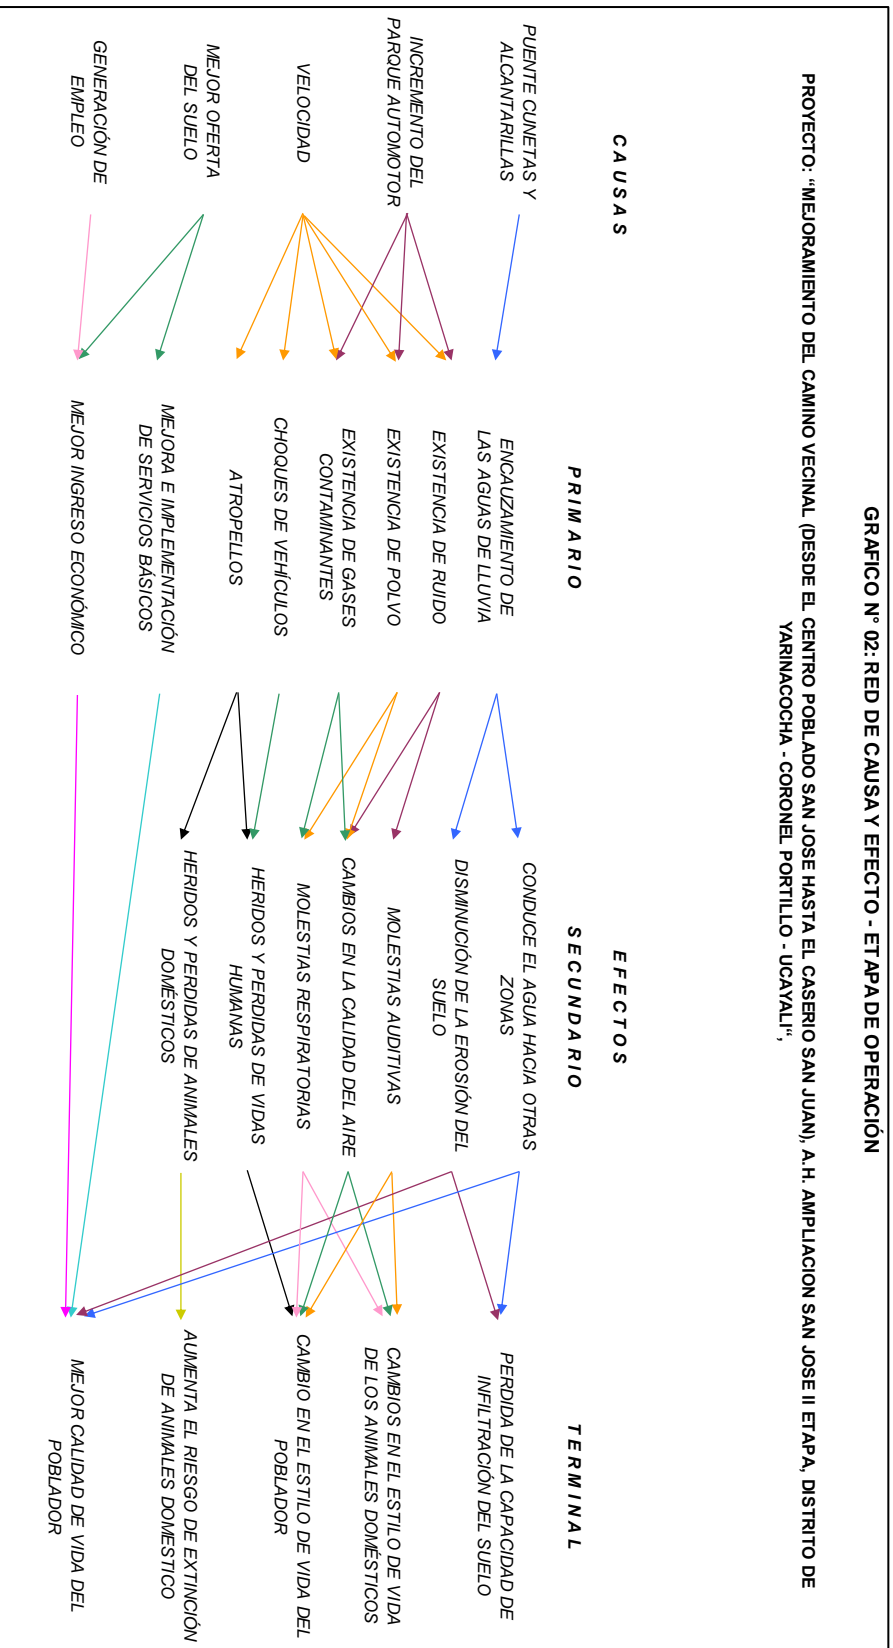 GRAFICO N° 02: RED DE CAUSA Y EFECTO - ETAPA DE OPERACIÓN
PROYECTO: “MEJORAMIENTO DEL CAMINO VECINAL (DESDE EL CENTRO POBLADO SAN JOSE HASTA EL CASERIO SAN JUAN), A.H. AMPLIACION SAN JOSE II ETAPA, DISTRITO DE
YARINACOCHA - CORONEL PORTILLO - UCAYALI“,
CAUSAS
EFECTOS
PRIMARIO
SECUNDARIO
TERMINAL
PUENTE CUNETAS Y
ALCANTARILLAS
INCREMENTO DEL
PARQUE AUTOMOTOR
VELOCIDAD
MEJOR OFERTA
DEL SUELO
GENERACIÓN DE
EMPLEO
ENCAUZAMIENTO DE
LAS AGUAS DE LLUVIA
EXISTENCIA DE RUIDO
EXISTENCIA DE POLVO
EXISTENCIA DE GASES
CONTAMINANTES
CHOQUES DE VEHÍCULOS
ATROPELLOS
MEJORA E IMPLEMENTACIÓN
DE SERVICIOS BÁSICOS
MEJOR INGRESO ECONÓMICO
CONDUCE EL AGUA HACIA OTRAS
ZONAS
DISMINUCIÓN DE LA EROSIÓN DEL
SUELO
MOLESTIAS AUDITIVAS
CAMBIOS EN LA CALIDAD DEL AIRE
MOLESTIAS RESPIRATORIAS
HERIDOS Y PERDIDAS DE VIDAS
HUMANAS
HERIDOS Y PERDIDAS DE ANIMALES
DOMÉSTICOS
PERDIDA DE LA CAPACIDAD DE
INFILTRACIÓN DEL SUELO
CAMBIOS EN EL ESTILO DE VIDA
DE LOS ANIMALES DOMÉSTICOS
CAMBIO EN EL ESTILO DE VIDA DEL
POBLADOR
AUMENTA EL RIESGO DE EXTINCIÓN
DE ANIMALES DOMESTICO
MEJOR CALIDAD DE VIDA DEL
POBLADOR